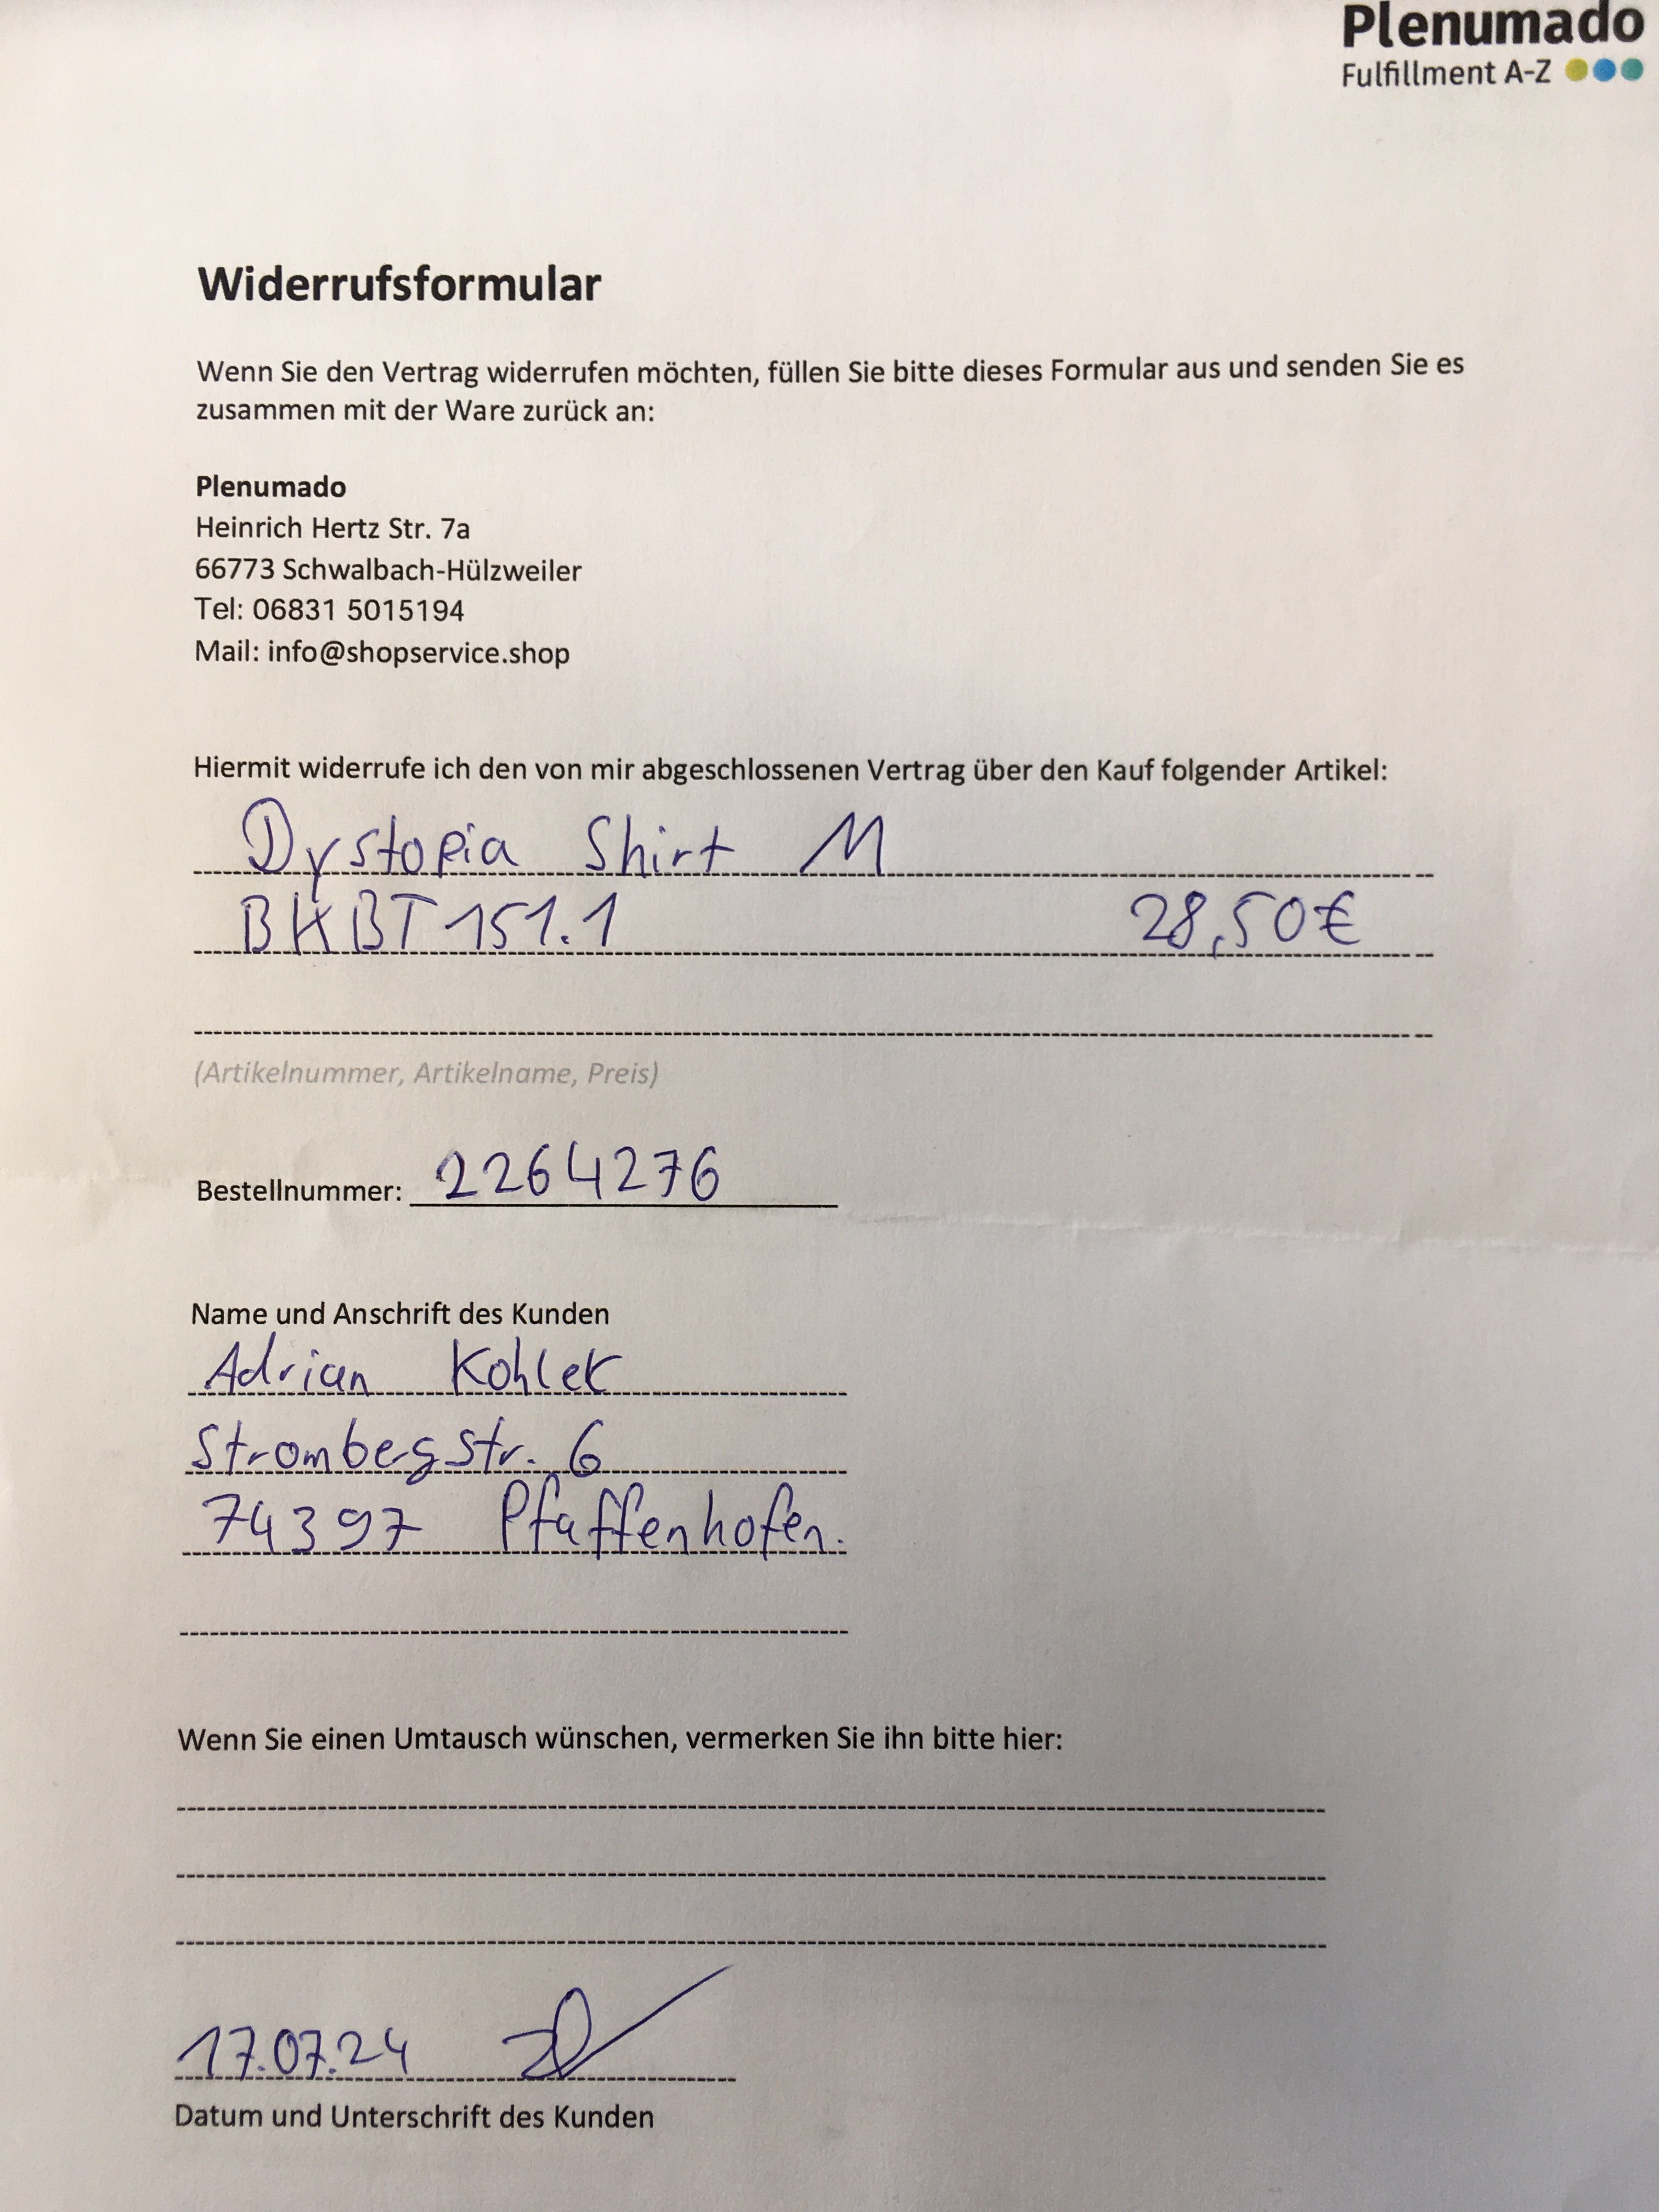 Plenumado
Fulfillment A-Z
Widerrufsformular
Wenn Sie den Vertrag widerrufen möchten, füllen Sie bitte dieses Formular aus und senden Sie es
zusammen mit der Ware zurück an:
Plenumado
Heinrich Hertz Str. 7a
66773 Schwalbach-Hülzweiler
Tel: 06831 5015194
Mail: info@shopservice.shop
Hiermit widerrufe ich den von mir abgeschlossenen Vertrag über den Kauf folgender Artikel:
Dystopia Shirt M
BKBT 151.1 28,50€
(Artikelnummer, Artikelname, Preis)
Bestellnummer: 2264276
Name und Anschrift des Kunden
Adrian Kohler
Strombergstr. 6
74397 Pfaffenhofen.
Wenn Sie einen Umtausch wünschen, vermerken Sie ihn bitte hier:
17.07.24
Datum und Unterschrift des Kunden